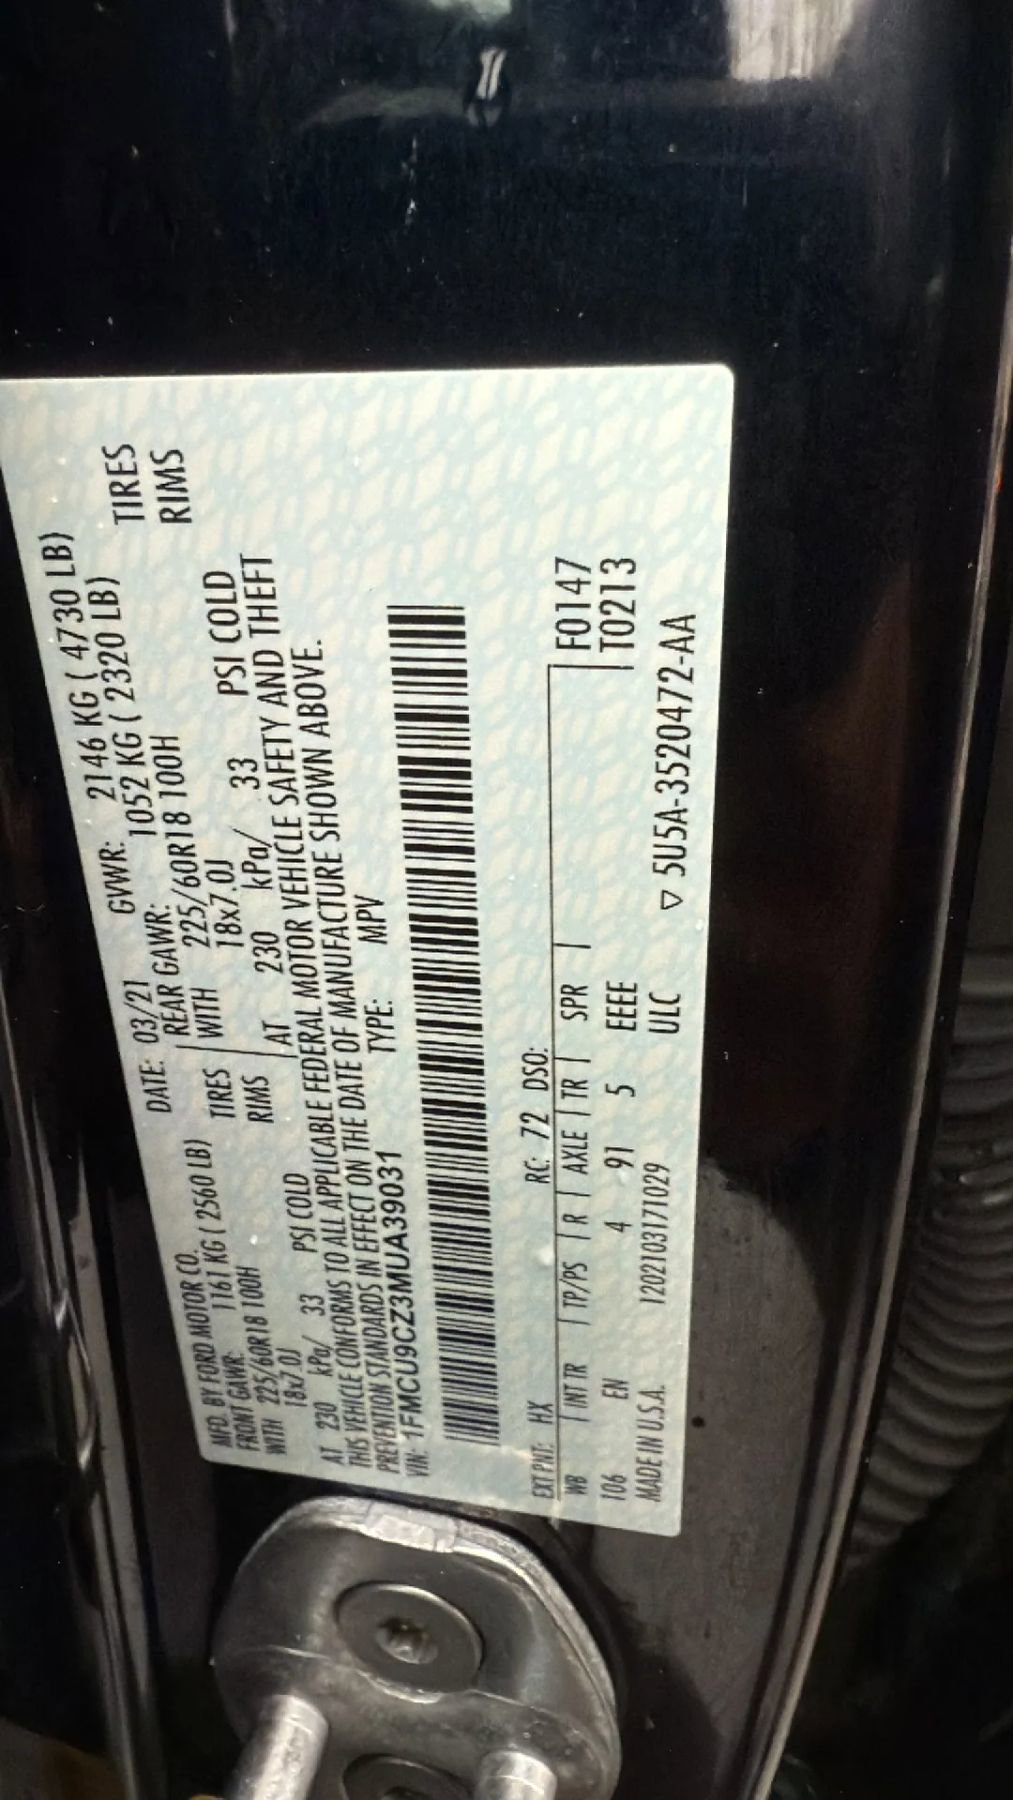 MFD. BY FORD MOTOR CO. DATE: 03/21 GVWR: 2146 KG ( 4730 LB)
FRONT GAWR: 1161 KG ( 2560 LB) REAR GAWR: 1052 KG ( 2320 LB)
WITH 225/60R18 100H TIRES WITH 225/60R18 100H TIRES
18x7.0J RIMS 18x7.0J RIMS
AT 230 kPa/ 33 PSI COLD AT 230 kPa/ 33 PSI COLD
THIS VEHICLE CONFORMS TO ALL APPLICABLE FEDERAL MOTOR VEHICLE SAFETY AND THEFT
PREVENTION STANDARDS IN EFFECT ON THE DATE OF MANUFACTURE SHOWN ABOVE.
VIN: 1FMCU9CZ3MUA39031 TYPE: MPV
EXT PNT: HX RC: 72 DSO:
WB | INT TR | TP/PS | R | AXLE | TR | SPR | F0147
106 EN 4 91 5 EEEE T0213
MADE IN U.S.A. 1202103171029 ULC ▽ 5U5A-3520472-AA